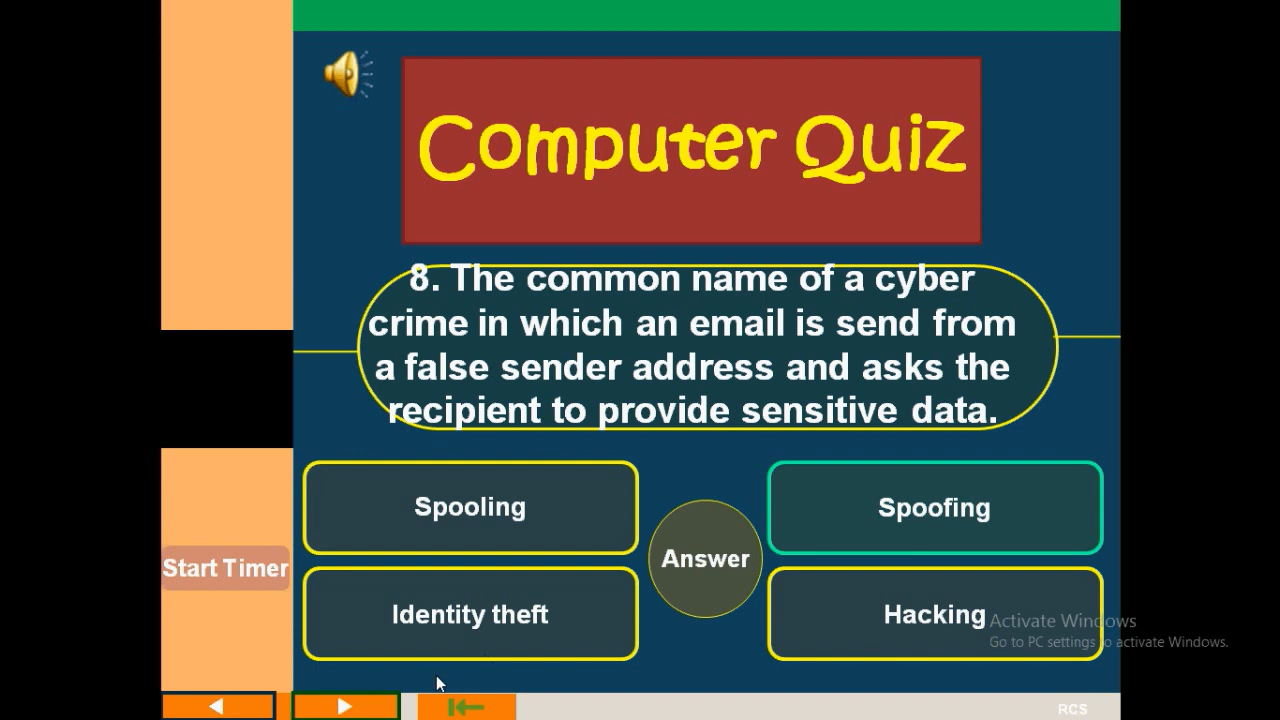 Computer Quiz
8. The common name of a cyber
crime in which an email is send from
a false sender address and asks the
recipient to provide sensitive data.
Spooling
Spoofing
Answer
Identity theft
Hacking
Start Timer
Activate Windows
Go to PC settings to activate Windows.
RCS